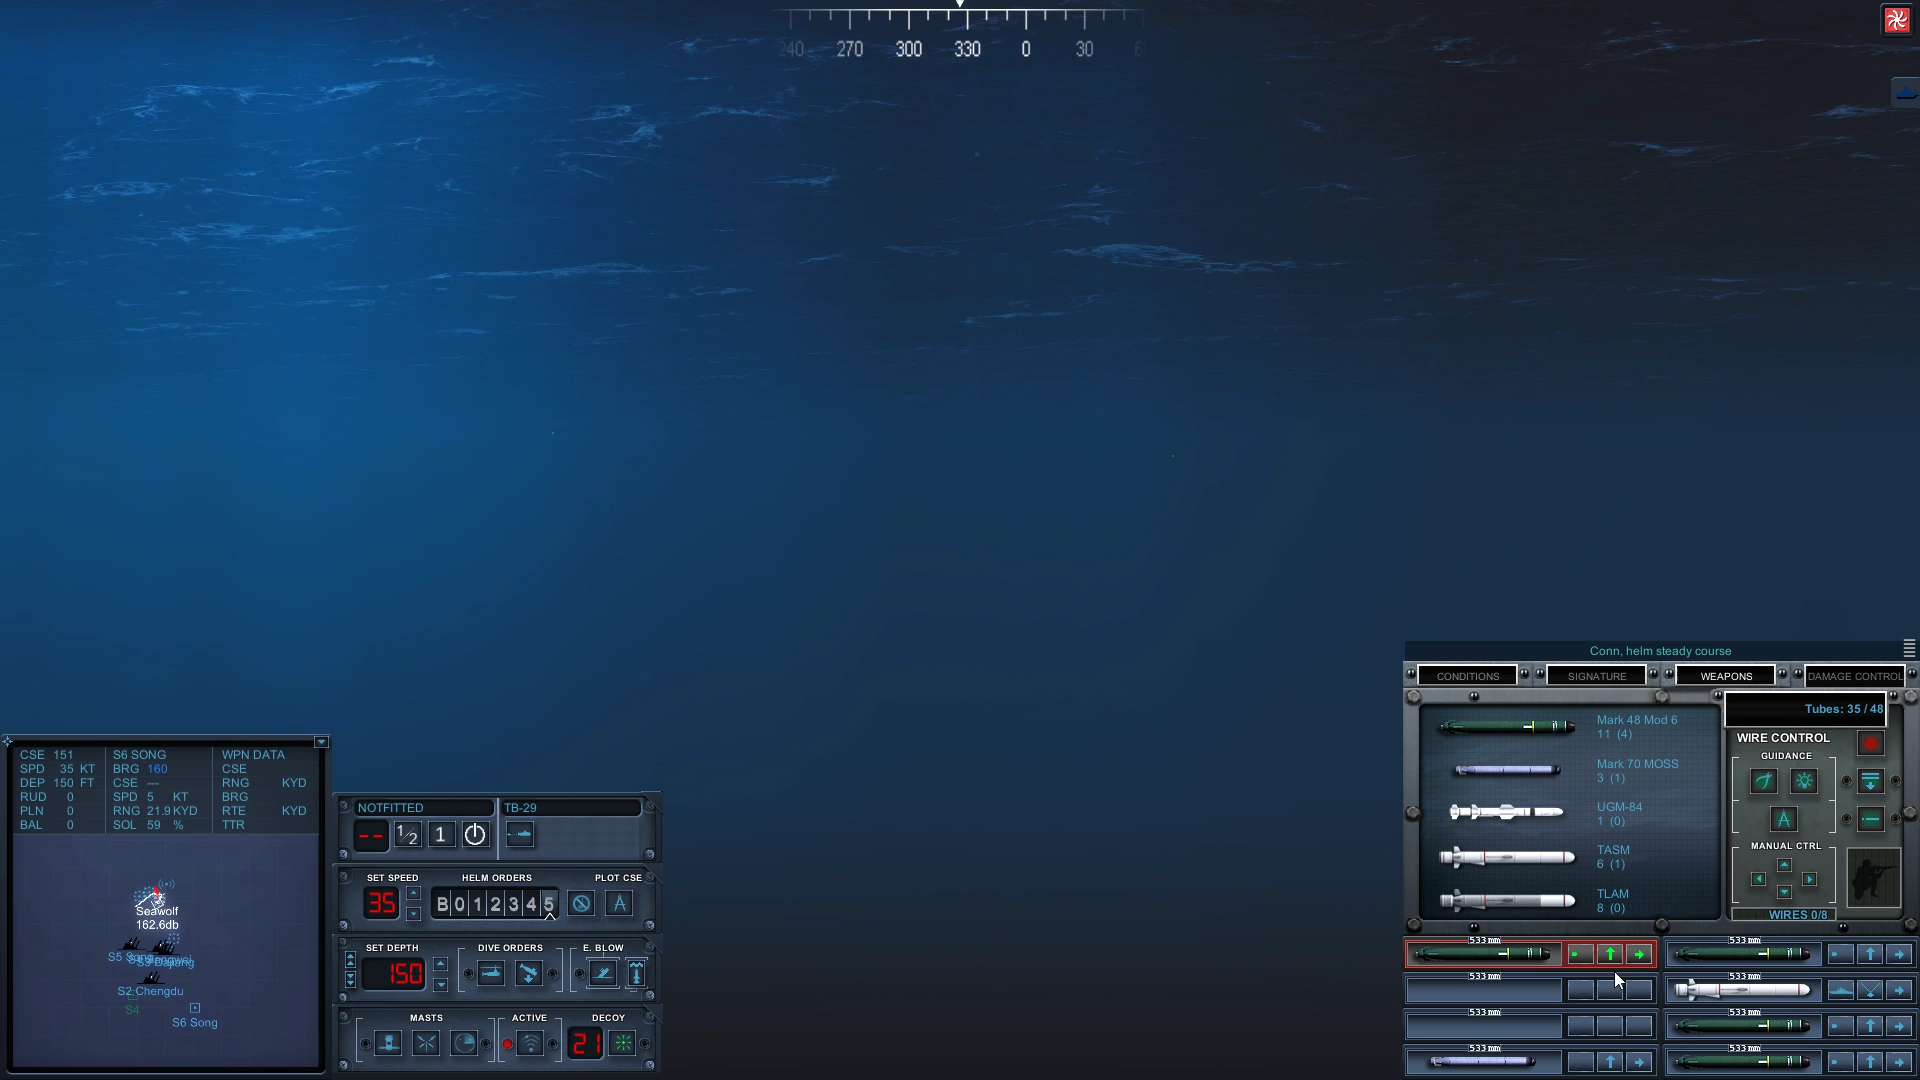 240 270 300 330 0 30 6
Conn, helm steady course
CONDITIONS SIGNATURE WEAPONS DAMAGE CONTROL
Mark 48 Mod 6
11 (4)
Mark 70 MOSS
3 (1)
UGM-84
1 (0)
TASM
6 (1)
TLAM
8 (0)
Tubes: 35 / 48
WIRE CONTROL
GUIDANCE
MANUAL CTRL
WIRES 0/8
533 mm 533 mm
533 mm 533 mm
533 mm 533 mm
533 mm 533 mm
CSE 151 S6 SONG WPN DATA
SPD 35 KT BRG 160 CSE
DEP 150 FT CSE --- RNG KYD
RUD 0 SPD 5 KT BRG
PLN 0 RNG 21.9 KYD RTE KYD
BAL 0 SOL 59 % TTR
Seawolf
162.6db
S5 Song
S3 Dajiang
S2 Chengdu
S4
S6 Song
NOTFITTED TB-29
-- 1/2 1
SET SPEED HELM ORDERS PLOT CSE
35 B 0 1 2 3 4 5
SET DEPTH DIVE ORDERS E. BLOW
150
MASTS ACTIVE DECOY
21